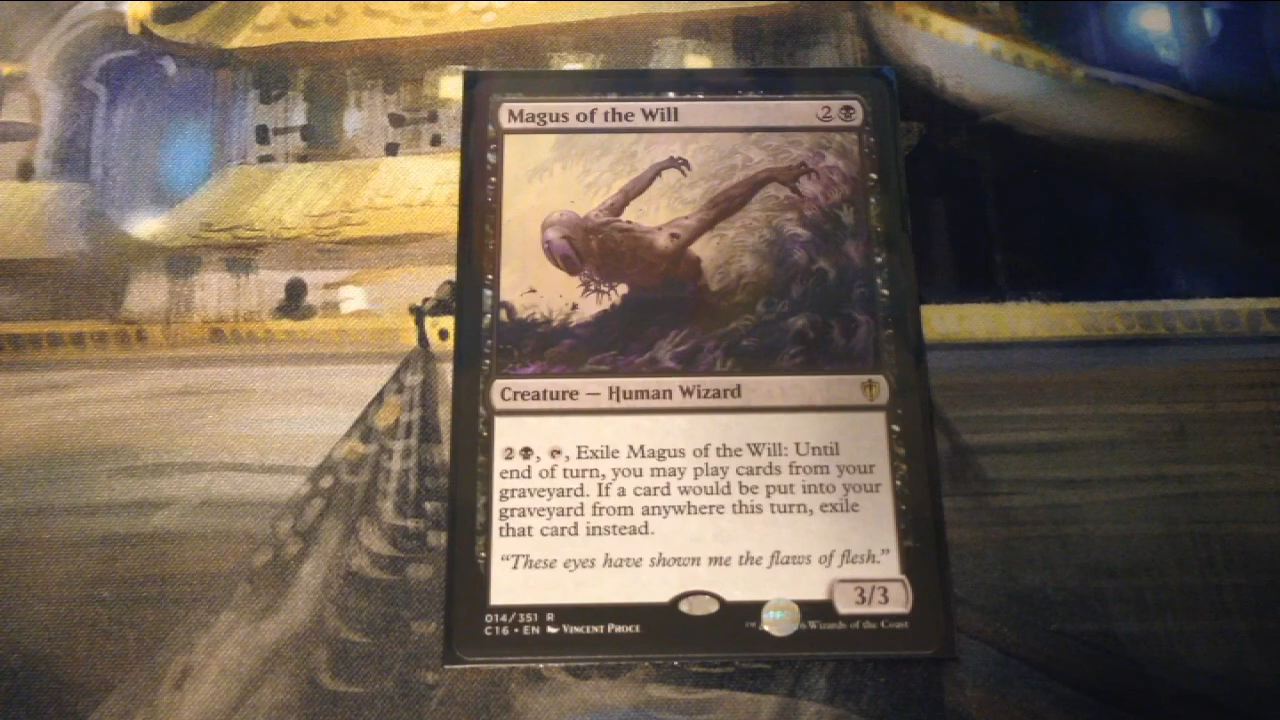 Magus of the Will 2
Creature — Human Wizard
2, , Exile Magus of the Will: Until
end of turn, you may play cards from your
graveyard. If a card would be put into your
graveyard from anywhere this turn, exile
that card instead.
“These eyes have shown me the flaws of flesh.”
3/3
014/351 R
C16 • EN VINCENT PROCE
Wizards of the Coast